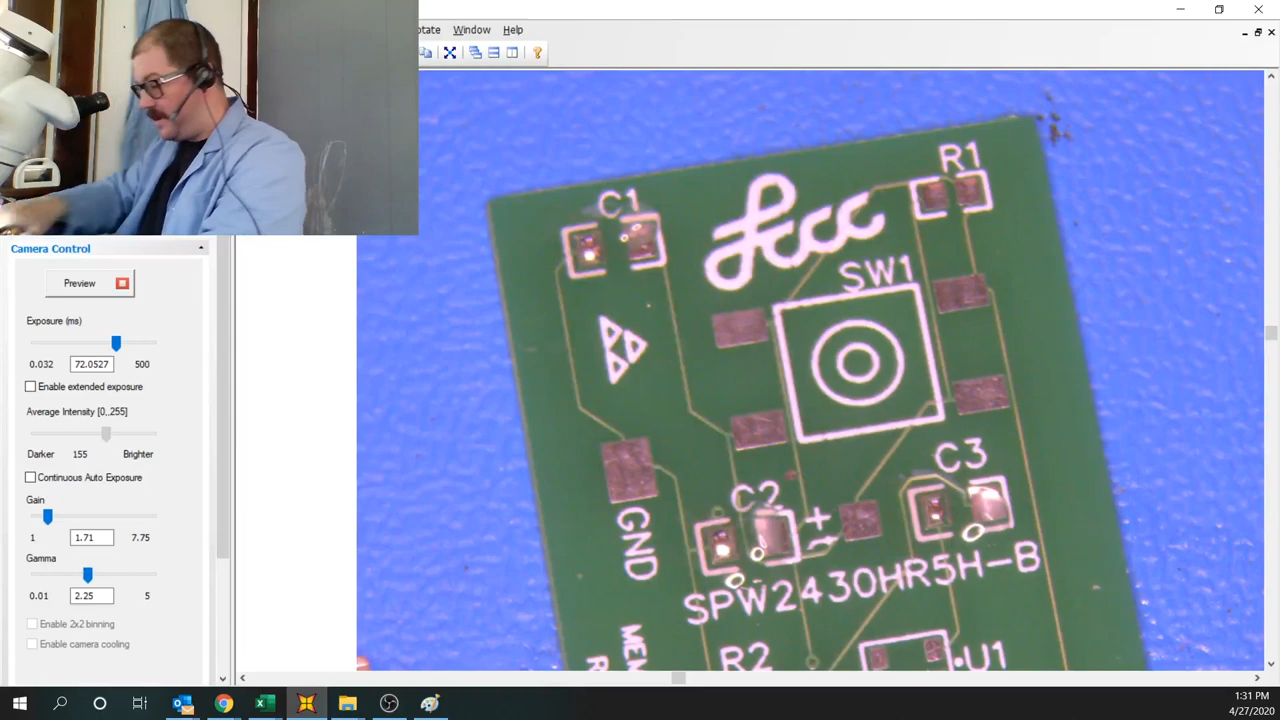 otate Window Help
Camera Control
Preview
Exposure (ms)
0.032 72.0527 500
Enable extended exposure
Average Intensity [0,,255]
Darker 155 Brighter
Continuous Auto Exposure
Gain
1 1.71 7.75
Gamma
0.01 2.25 5
Enable 2x2 binning
Enable camera cooling
R1
C1
lccc
SW1
C3
C2
+
-
GND
SPW2430HR5H-B
MEM
R
R2
U1
1:31 PM
4/27/2020